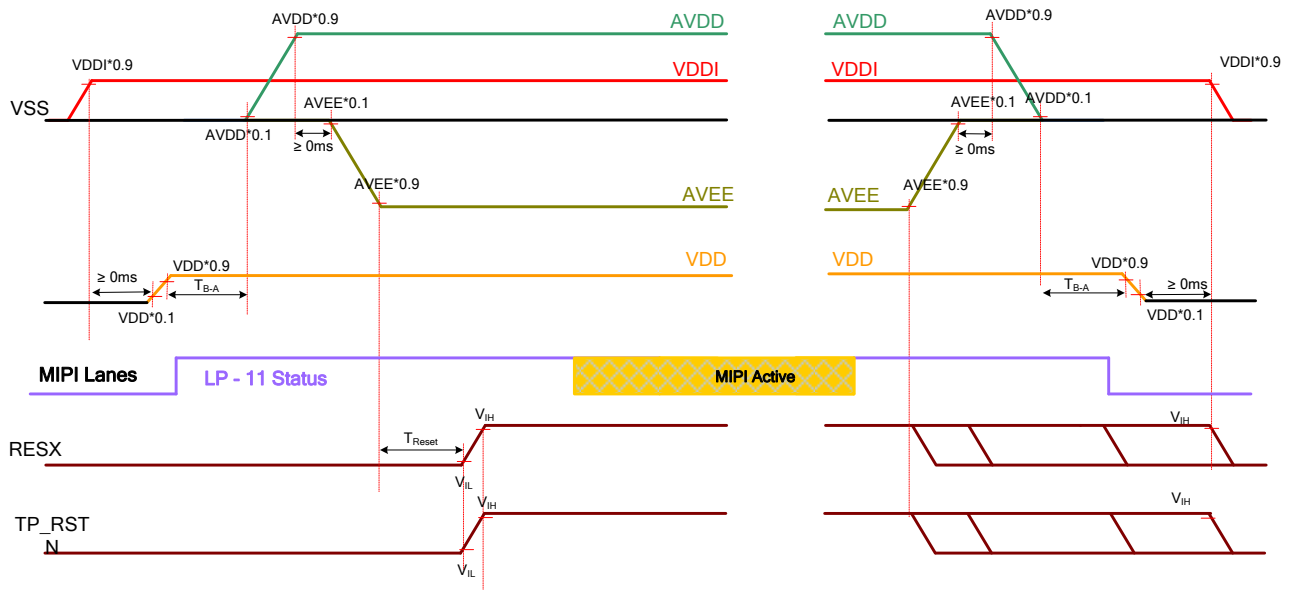 AVDD*0.9
AVDD
AVDD
AVDD*0.9
VDDI*0.9
VDDI
VDDI
VDDI*0.9
VSS
AVEE*0.1
AVDD*0.1
≥ 0ms
AVEE*0.1
AVDD*0.1
≥ 0ms
AVEE*0.9
AVEE
AVEE
AVEE*0.9
≥ 0ms
VDD*0.9
VDD
VDD
VDD*0.9
≥ 0ms
TB-A
TB-A
VDD*0.1
VDD*0.1
MIPI Lanes
LP - 11 Status
MIPI Active
RESX
TReset
VIH
VIL
VIH
TP_RST
N
VIH
VIL
VIH